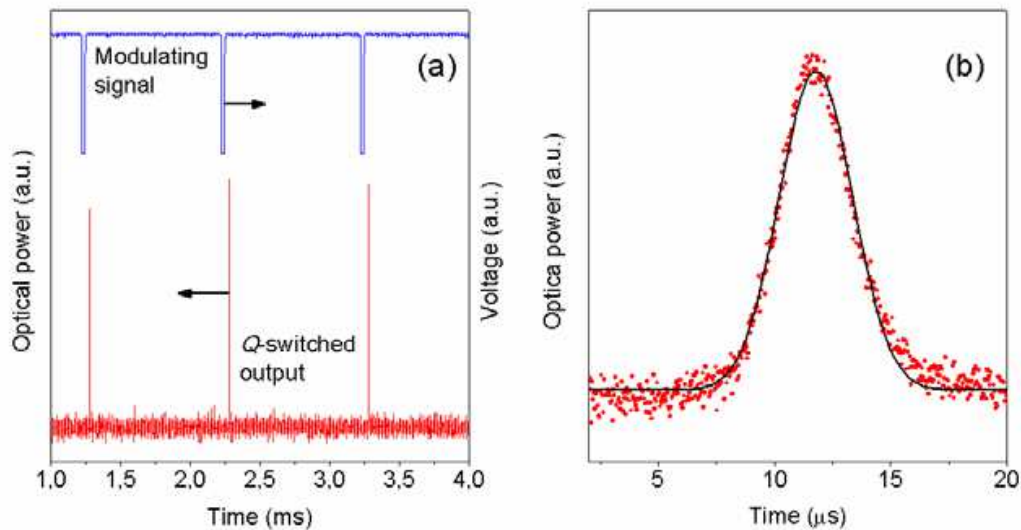 (a)
Modulating
signal
Q-switched
output
Optical power (a.u.)
Voltage (a.u.)
1,0 1,5 2,0 2,5 3,0 3,5 4,0
Time (ms)
(b)
Optica power (a.u.)
5 10 15 20
Time (μs)